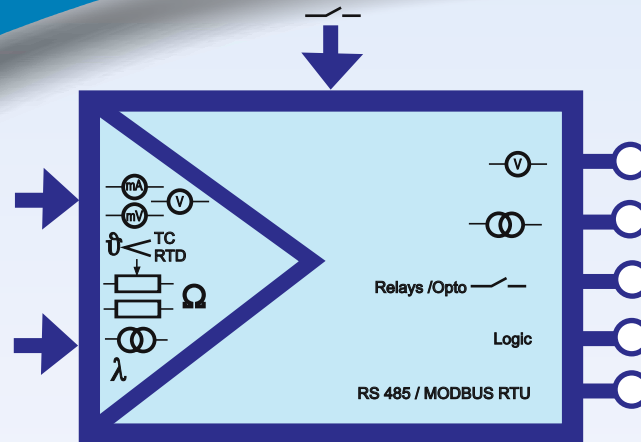 mA
V
mV
V
ϑ TC
RTD
Ω
Relays /Opto
λ
Logic
RS 485 / MODBUS RTU